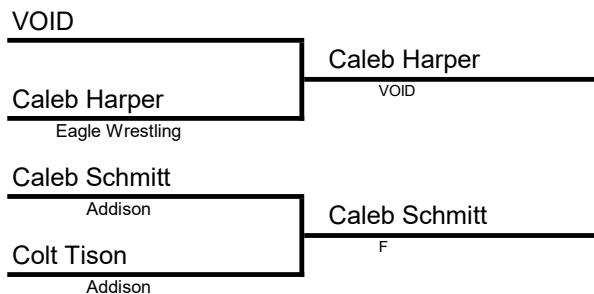 VOID
Caleb Harper
VOID
Caleb Harper
Eagle Wrestling
Caleb Schmitt
Addison
Caleb Schmitt
F
Colt Tison
Addison